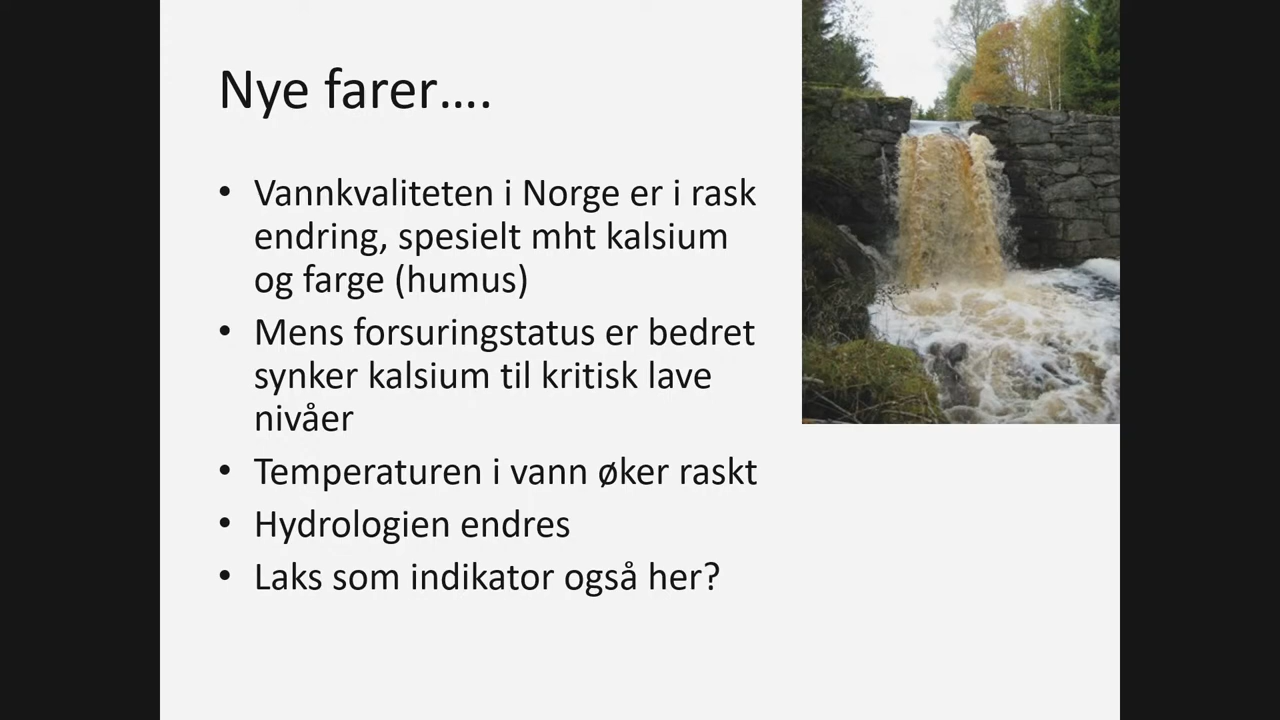 Nye farer….
• Vannkvaliteten i Norge er i rask
endring, spesielt mht kalsium
og farge (humus)
• Mens forsuringstatus er bedret
synker kalsium til kritisk lave
nivåer
• Temperaturen i vann øker raskt
• Hydrologien endres
• Laks som indikator også her?